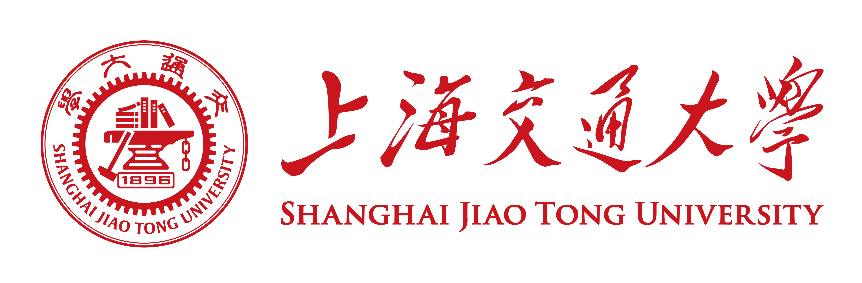 交通大學
1896
SHANGHAI JIAO TONG UNIVERSITY
上海交通大學
SHANGHAI JIAO TONG UNIVERSITY